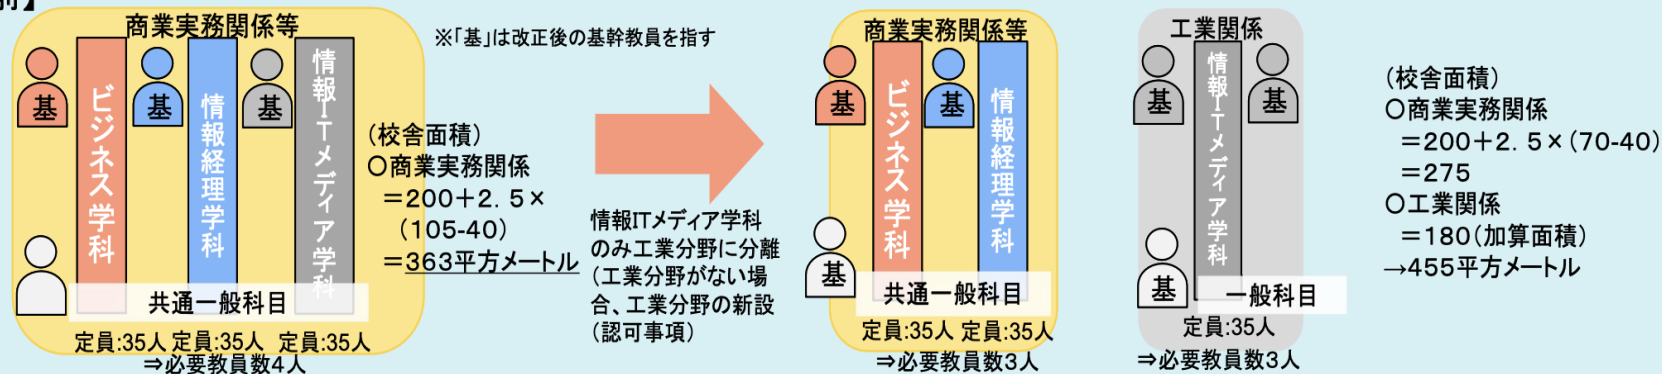 商業実務関係等
※「基」は改正後の基幹教員を指す
基
基
基
ビジネス学科
情報経理学科
情報ITメディア学科
共通一般科目
定員:35人 定員:35人 定員:35人
⇒必要教員数4人
(校舎面積)
〇商業実務関係
=200+2. 5×
(105-40)
=363平方メートル
情報ITメディア学科
のみ工業分野に分離
(工業分野がない場
合、工業分野の新設
(認可事項)
商業実務関係等
基
基
ビジネス学科
情報経理学科
基
共通一般科目
定員:35人 定員:35人
⇒必要教員数3人
工業関係
基
基
情報ITメディア学科
基
一般科目
定員:35人
⇒必要教員数3人
(校舎面積)
〇商業実務関係
=200+2. 5×(70-40)
=275
〇工業関係
=180(加算面積)
→455平方メートル